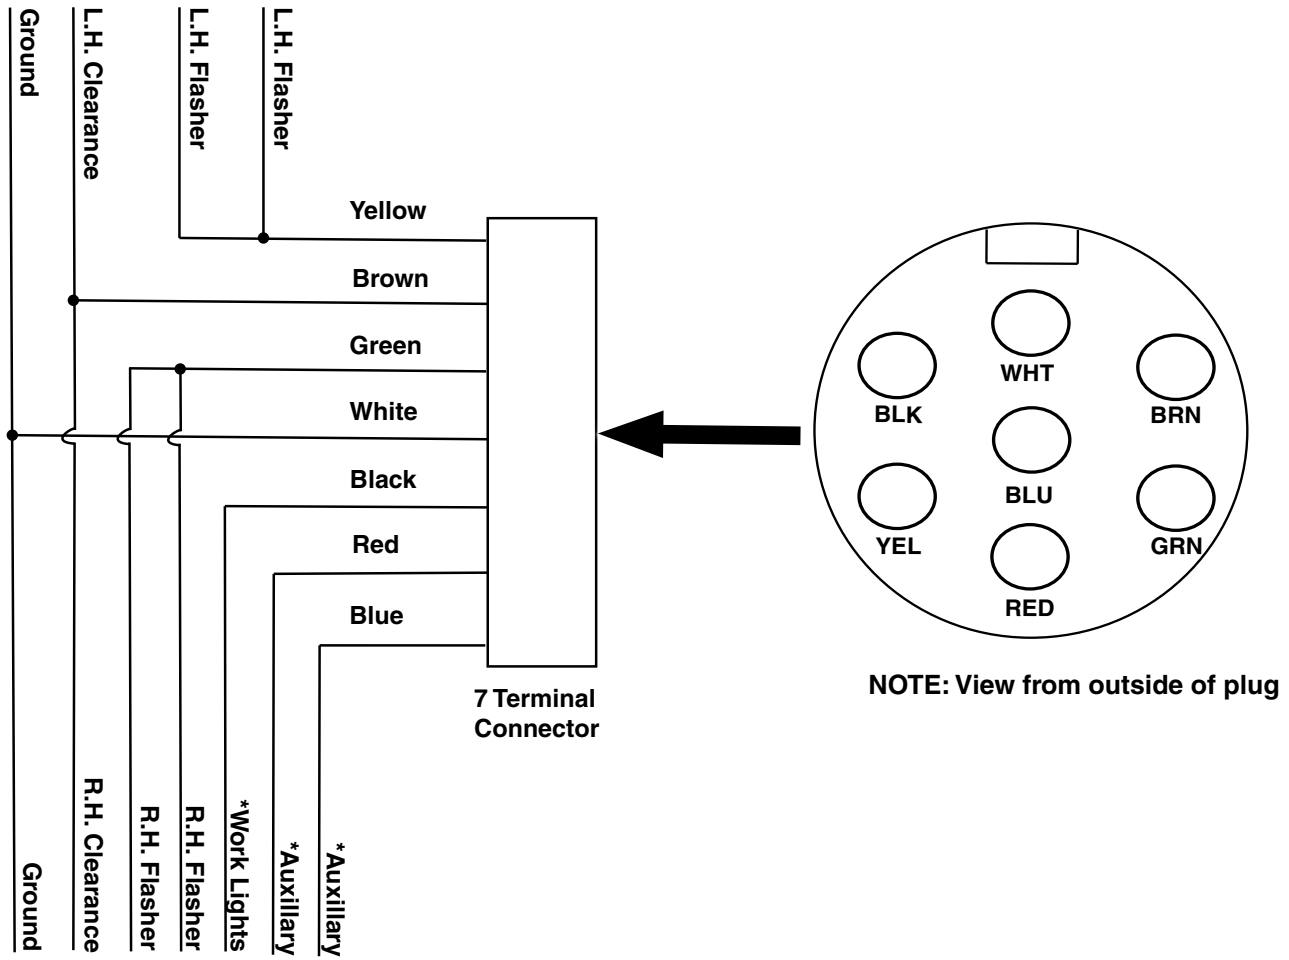 Ground
L.H. Clearance
L.H. Flasher
L.H. Flasher
Yellow
Brown
Green
White
Black
Red
Blue
7 Terminal
Connector
Ground
R.H. Clearance
R.H. Flasher
R.H. Flasher
*Work Lights
*Auxillary
*Auxillary
WHT
BLK
BRN
BLU
YEL
GRN
RED
NOTE: View from outside of plug